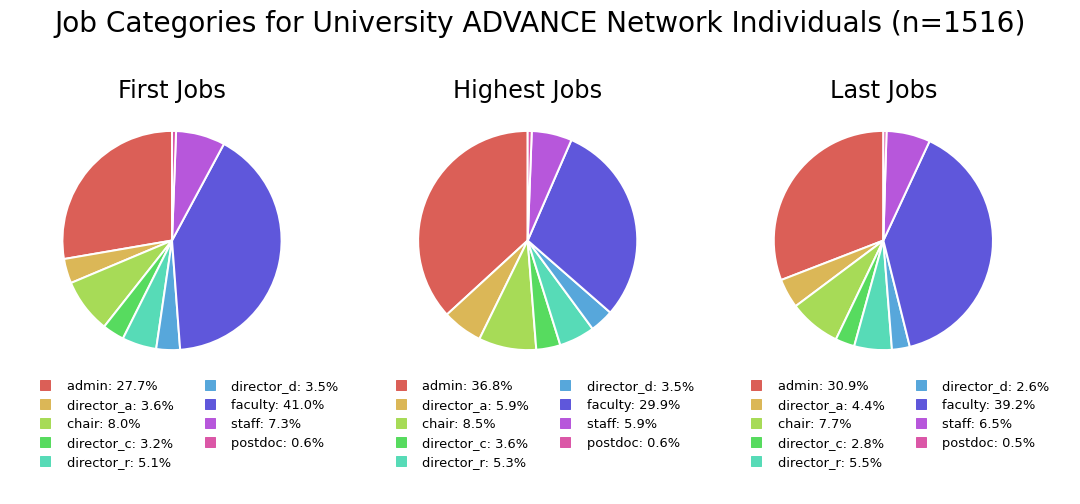 Job Categories for University ADVANCE Network Individuals (n=1516)
First Jobs
admin: 27.7%
director_a: 3.6%
chair: 8.0%
director_c: 3.2%
director_r: 5.1%
director_d: 3.5%
faculty: 41.0%
staff: 7.3%
postdoc: 0.6%
Highest Jobs
admin: 36.8%
director_a: 5.9%
chair: 8.5%
director_c: 3.6%
director_r: 5.3%
director_d: 3.5%
faculty: 29.9%
staff: 5.9%
postdoc: 0.6%
Last Jobs
admin: 30.9%
director_a: 4.4%
chair: 7.7%
director_c: 2.8%
director_r: 5.5%
director_d: 2.6%
faculty: 39.2%
staff: 6.5%
postdoc: 0.5%